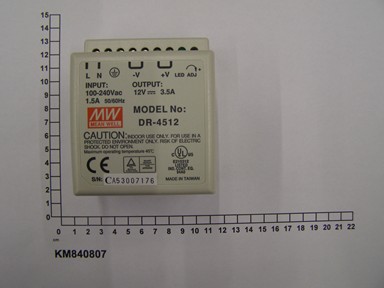 15
14
13
12
11
10
9
8
7
6
5
4
3
2
1
0
L N -V +V LED ADJ
INPUT: OUTPUT:
100-240Vac 12V 3.5A
1.5A 50/60Hz
MW
MEAN WELL
MODEL No:
DR-4512
CAUTION: INDOOR USE ONLY, FOR USE IN A
PROTECTED ENVIRONMENT ONLY, RISK OF ELECTRIC
SHOCK. DO NOT OPEN.
CE
S/N: CA53007176
MADE IN TAIWAN
0 1 2 3 4 5 6 7 8 9 10 11 12 13 14 15 16 17 18 19 20 21 22
cm
KM840807